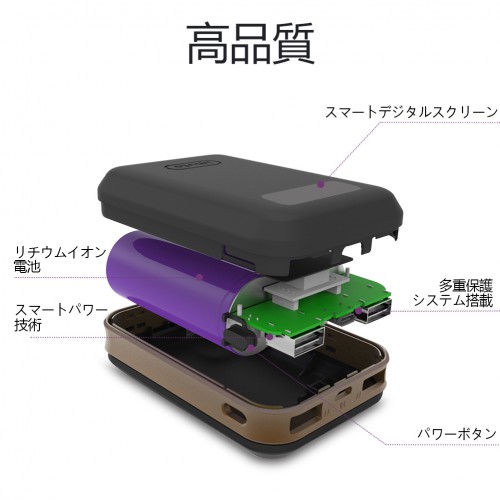 高品質
スマートデジタルスクリーン
リチウムイオン
電池
多重保護
システム搭載
スマートパワー
技術
パワーボタン